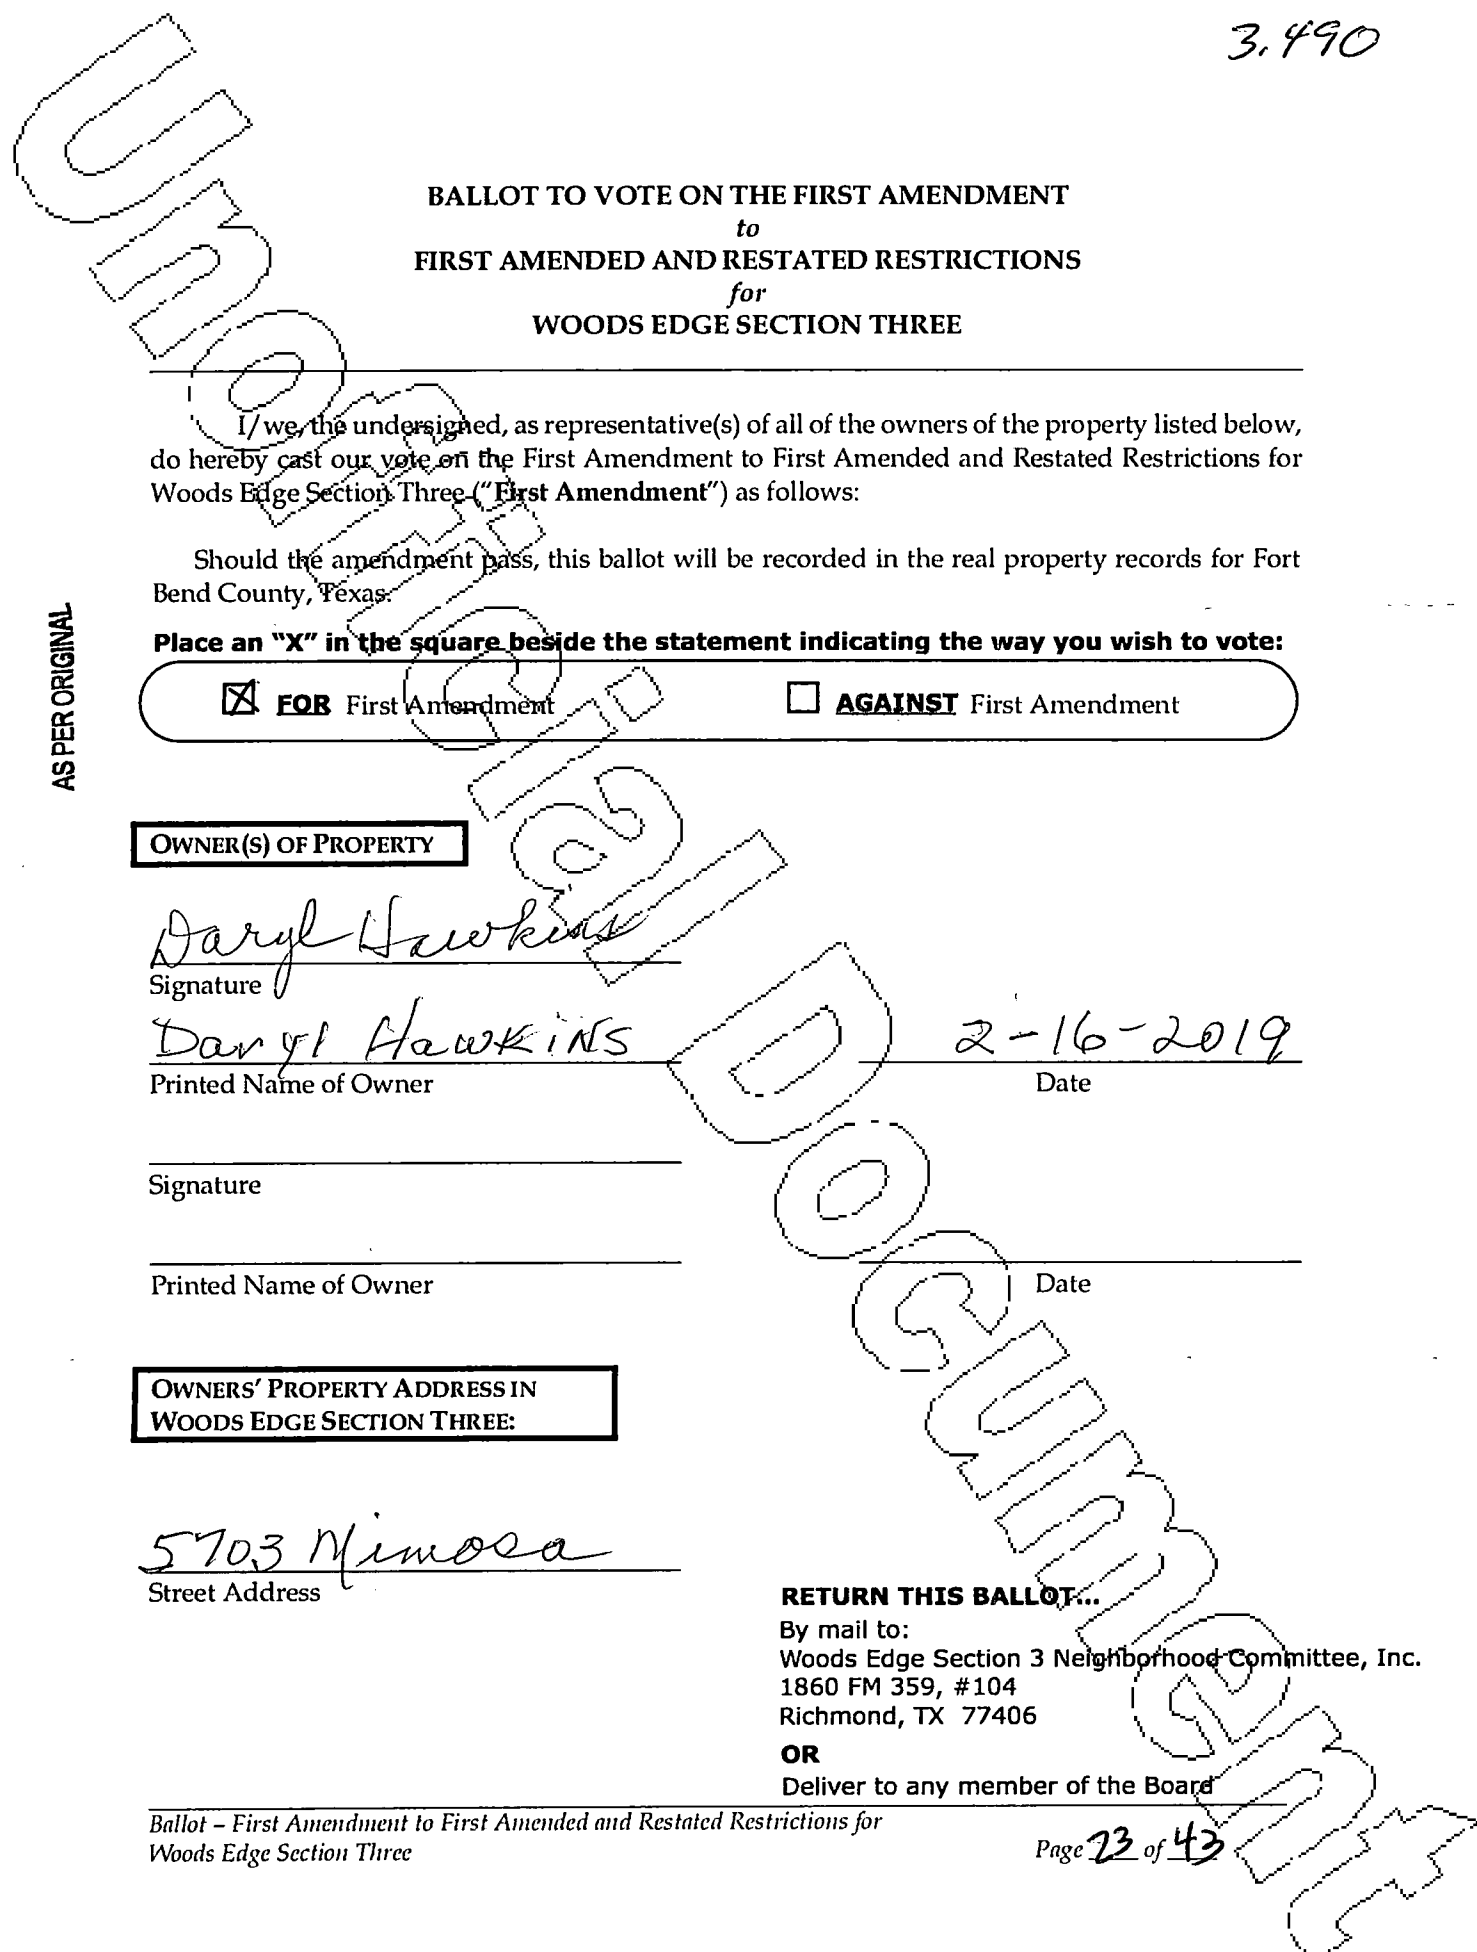 3.490
BALLOT TO VOTE ON THE FIRST AMENDMENT
to
FIRST AMENDED AND RESTATED RESTRICTIONS
for
WOODS EDGE SECTION THREE
I/we, the undersigned, as representative(s) of all of the owners of the property listed below,
do hereby cast our vote on the First Amendment to First Amended and Restated Restrictions for
Woods Edge Section Three ("First Amendment") as follows:
Should the amendment pass, this ballot will be recorded in the real property records for Fort
Bend County, Texas.
AS PER ORIGINAL
Place an "X" in the square beside the statement indicating the way you wish to vote:
☒ FOR First Amendment ☐ AGAINST First Amendment
OWNER(S) OF PROPERTY
Daryl Hawkins
Signature
Daryl Hawkins 2-16-2019
Printed Name of Owner Date
Signature
Printed Name of Owner Date
OWNERS' PROPERTY ADDRESS IN
WOODS EDGE SECTION THREE:
5703 Mimosa
Street Address
RETURN THIS BALLOT...
By mail to:
Woods Edge Section 3 Neighborhood Committee, Inc.
1860 FM 359, #104
Richmond, TX 77406
OR
Deliver to any member of the Board
Ballot – First Amendment to First Amended and Restated Restrictions for
Woods Edge Section Three
Page 23 of 43
Unofficial Document